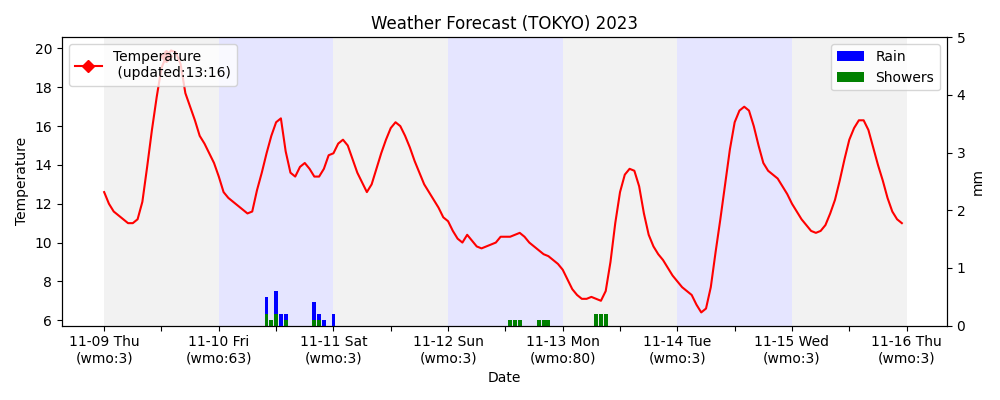 Weather Forecast (TOKYO) 2023
Temperature
(updated:13:16)
Rain
Showers
20
18
16
14
12
10
8
6
Temperature
5
4
3
2
1
0
mm
11-09 Thu
(wmo:3)
11-10 Fri
(wmo:63)
11-11 Sat
(wmo:3)
11-12 Sun
(wmo:3)
11-13 Mon
(wmo:80)
11-14 Tue
(wmo:3)
11-15 Wed
(wmo:3)
11-16 Thu
(wmo:3)
Date